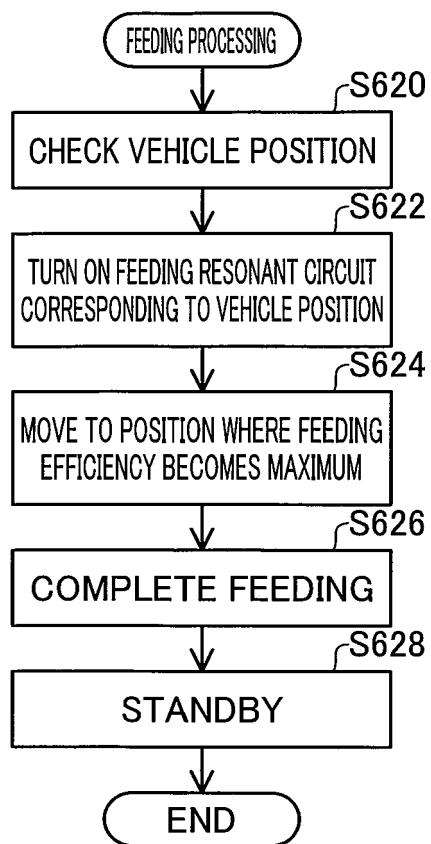 FEEDING PROCESSING
S620
CHECK VEHICLE POSITION
S622
TURN ON FEEDING RESONANT CIRCUIT
CORRESPONDING TO VEHICLE POSITION
S624
MOVE TO POSITION WHERE FEEDING
EFFICIENCY BECOMES MAXIMUM
S626
COMPLETE FEEDING
S628
STANDBY
END